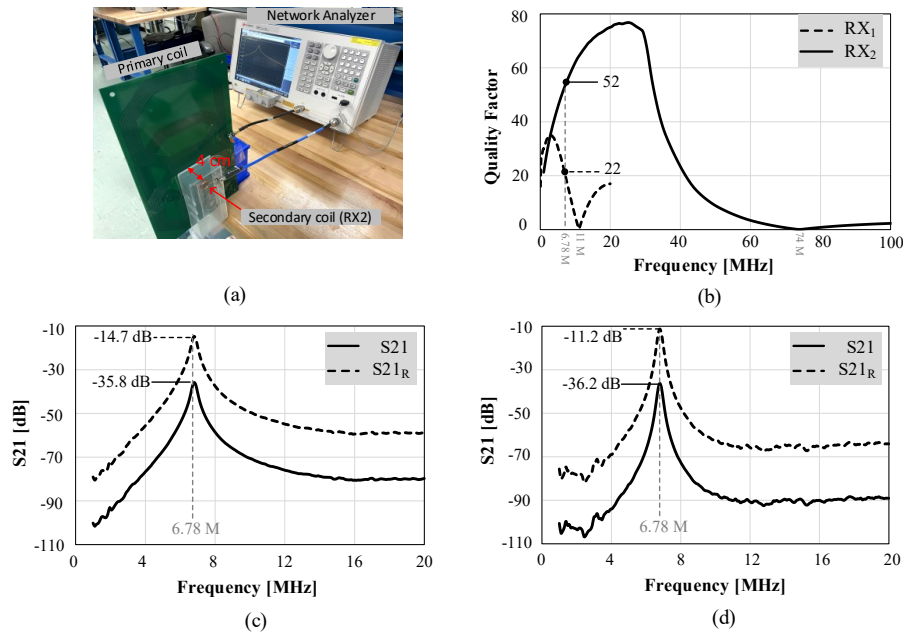 Network Analyzer
Primary coil
4 cm
Secondary coil (RX2)
(a)
Quality Factor
80
60
40
20
0
52
22
RX1
RX2
0
6.78 M
11 M
20
40
60
74 M
80
100
Frequency [MHz]
(b)
S21 [dB]
-10
-30
-50
-70
-90
-110
-14.7 dB
-35.8 dB
S21
S21R
6.78 M
0
4
8
12
16
20
Frequency [MHz]
(c)
S21 [dB]
-10
-30
-50
-70
-90
-110
-11.2 dB
-36.2 dB
S21
S21R
6.78 M
0
4
8
12
16
20
Frequency [MHz]
(d)